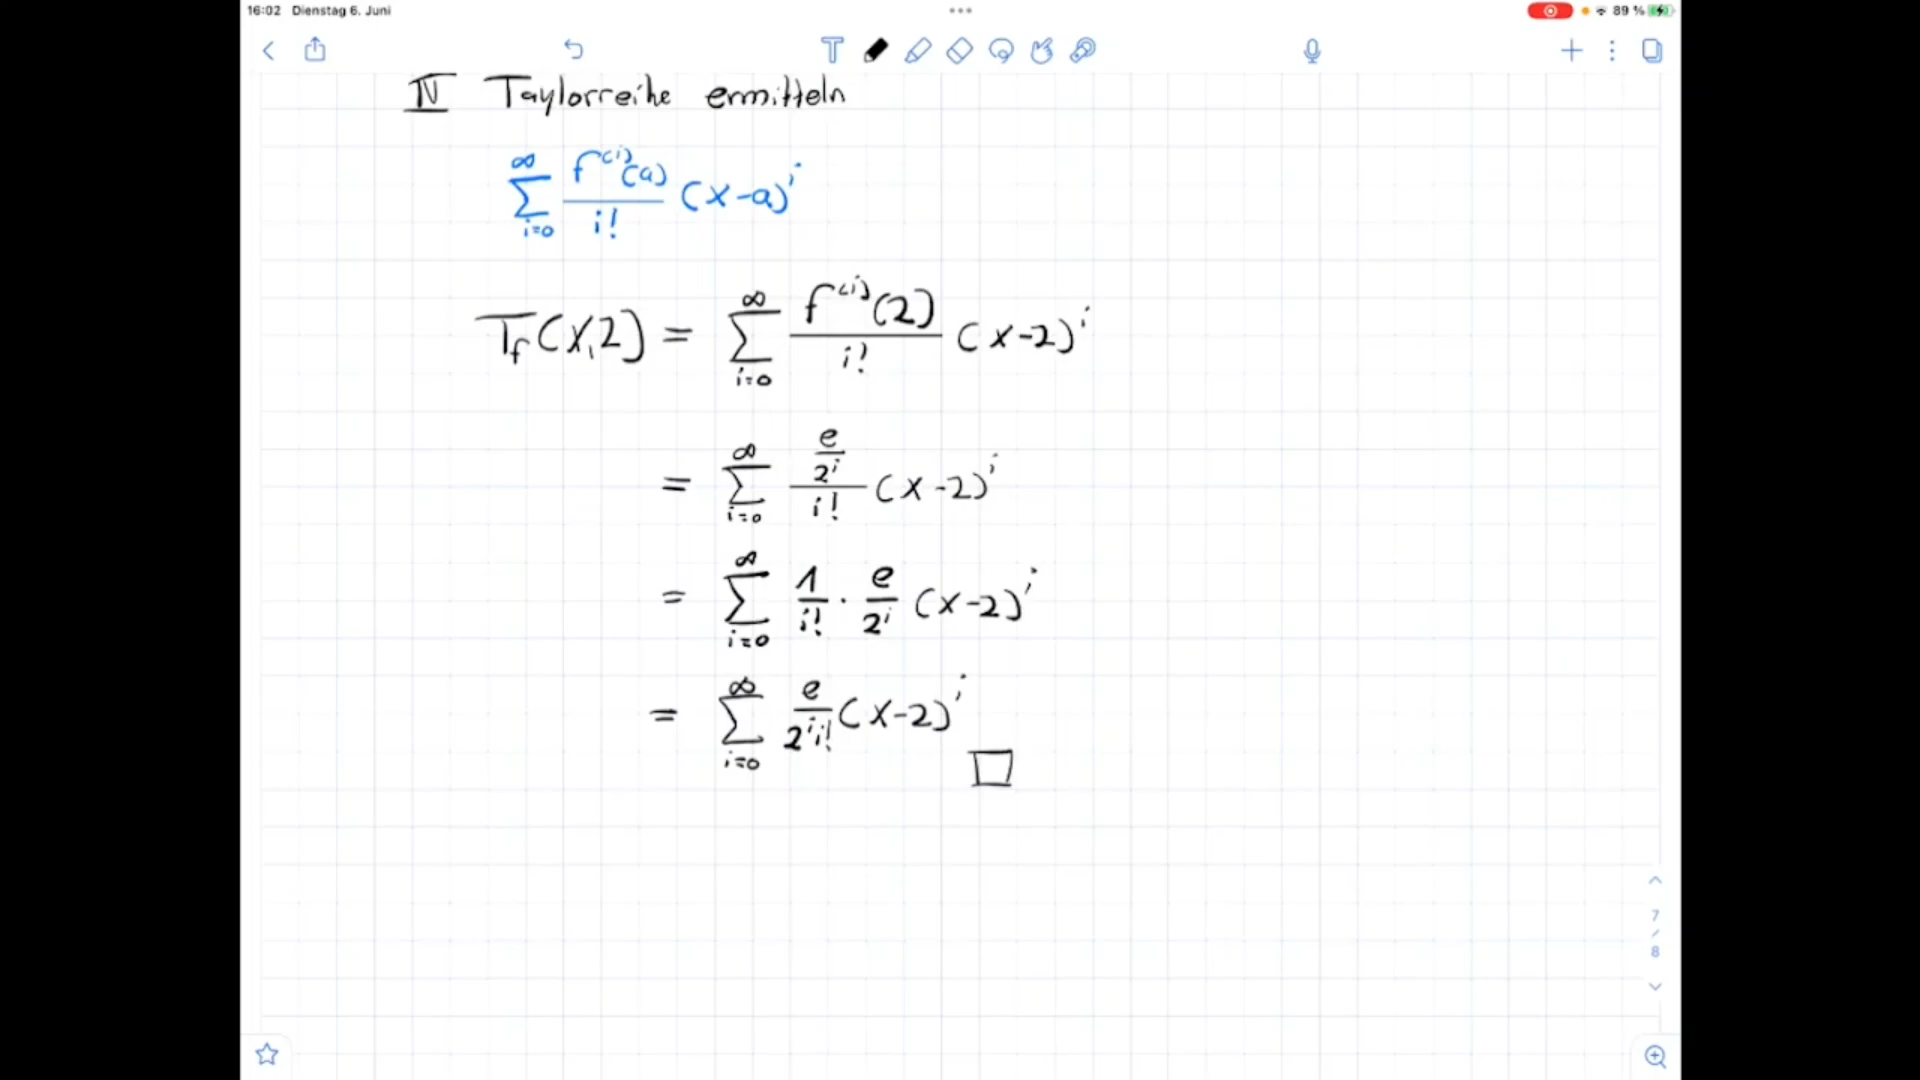 16:02 Dienstag 6. Juni 89 %
IV Taylorreihe ermitteln
∞ Σ i=0 f^(i)(a) / i! (x-a)^i
T_f(x,2) = ∞ Σ i=0 f^(i)(2) / i! (x-2)^i
= ∞ Σ i=0 (e / 2^i) / i! (x-2)^i
= ∞ Σ i=0 1 / i! · e / 2^i (x-2)^i
= ∞ Σ i=0 e / 2^i i! (x-2)^i
□
7
/
8